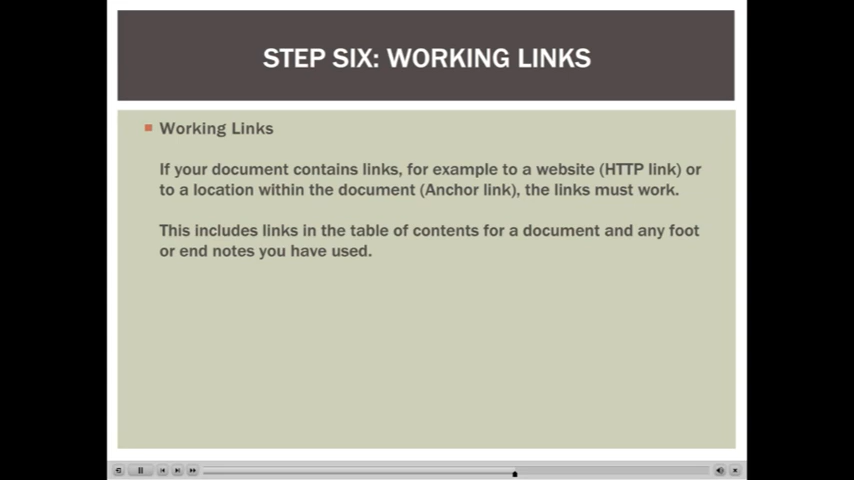 STEP SIX: WORKING LINKS
Working Links
If your document contains links, for example to a website (HTTP link) or
to a location within the document (Anchor link), the links must work.
This includes links in the table of contents for a document and any foot
or end notes you have used.